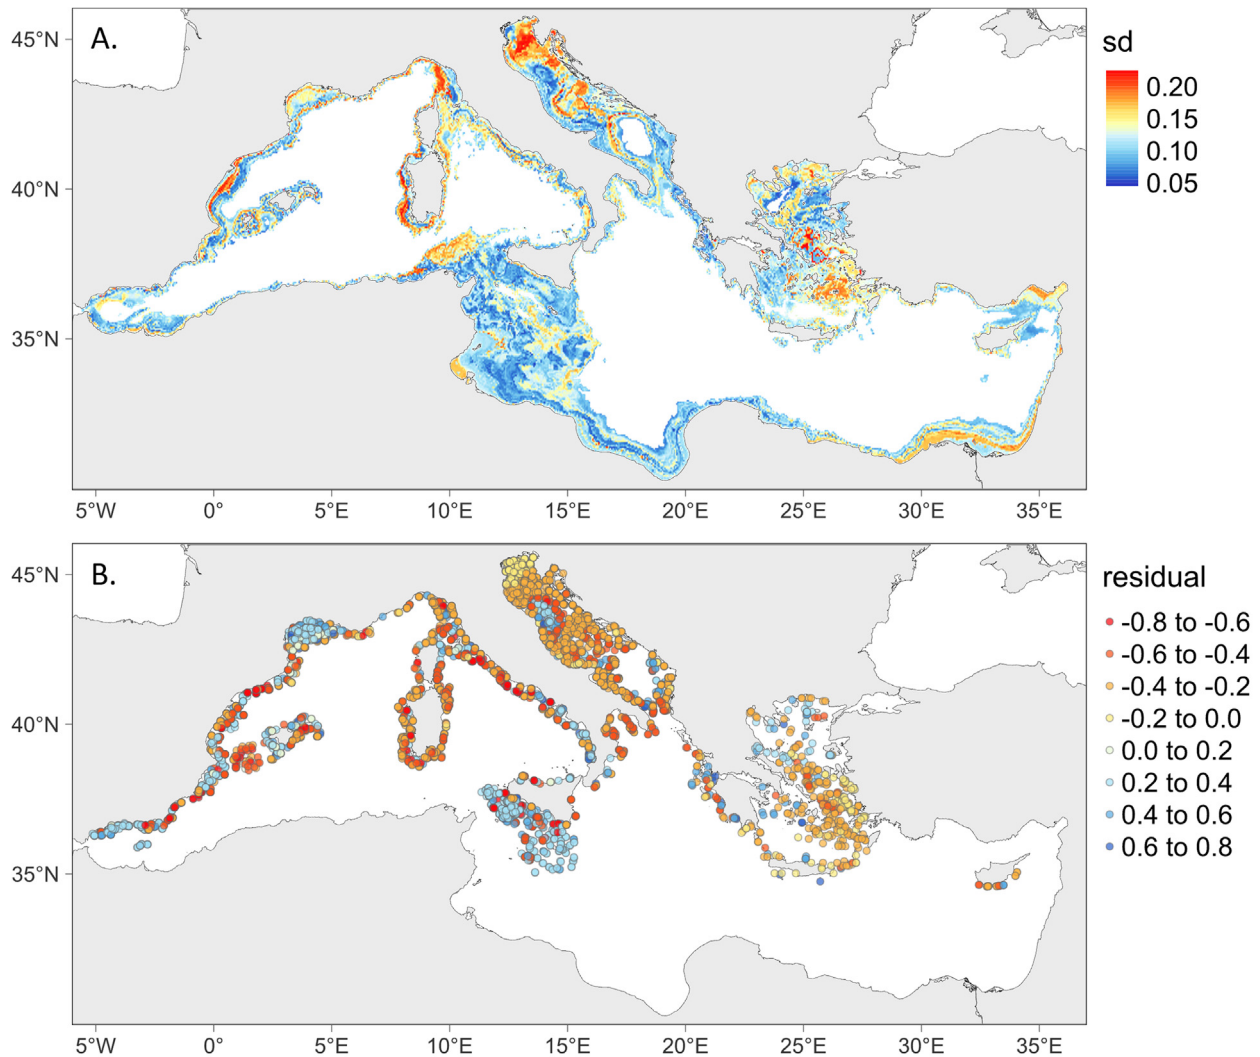 A.
45°N
40°N
35°N
5°W 0° 5°E 10°E 15°E 20°E 25°E 30°E 35°E
sd
0.20
0.15
0.10
0.05
B.
45°N
40°N
35°N
5°W 0° 5°E 10°E 15°E 20°E 25°E 30°E 35°E
residual
-0.8 to -0.6
-0.6 to -0.4
-0.4 to -0.2
-0.2 to 0.0
0.0 to 0.2
0.2 to 0.4
0.4 to 0.6
0.6 to 0.8